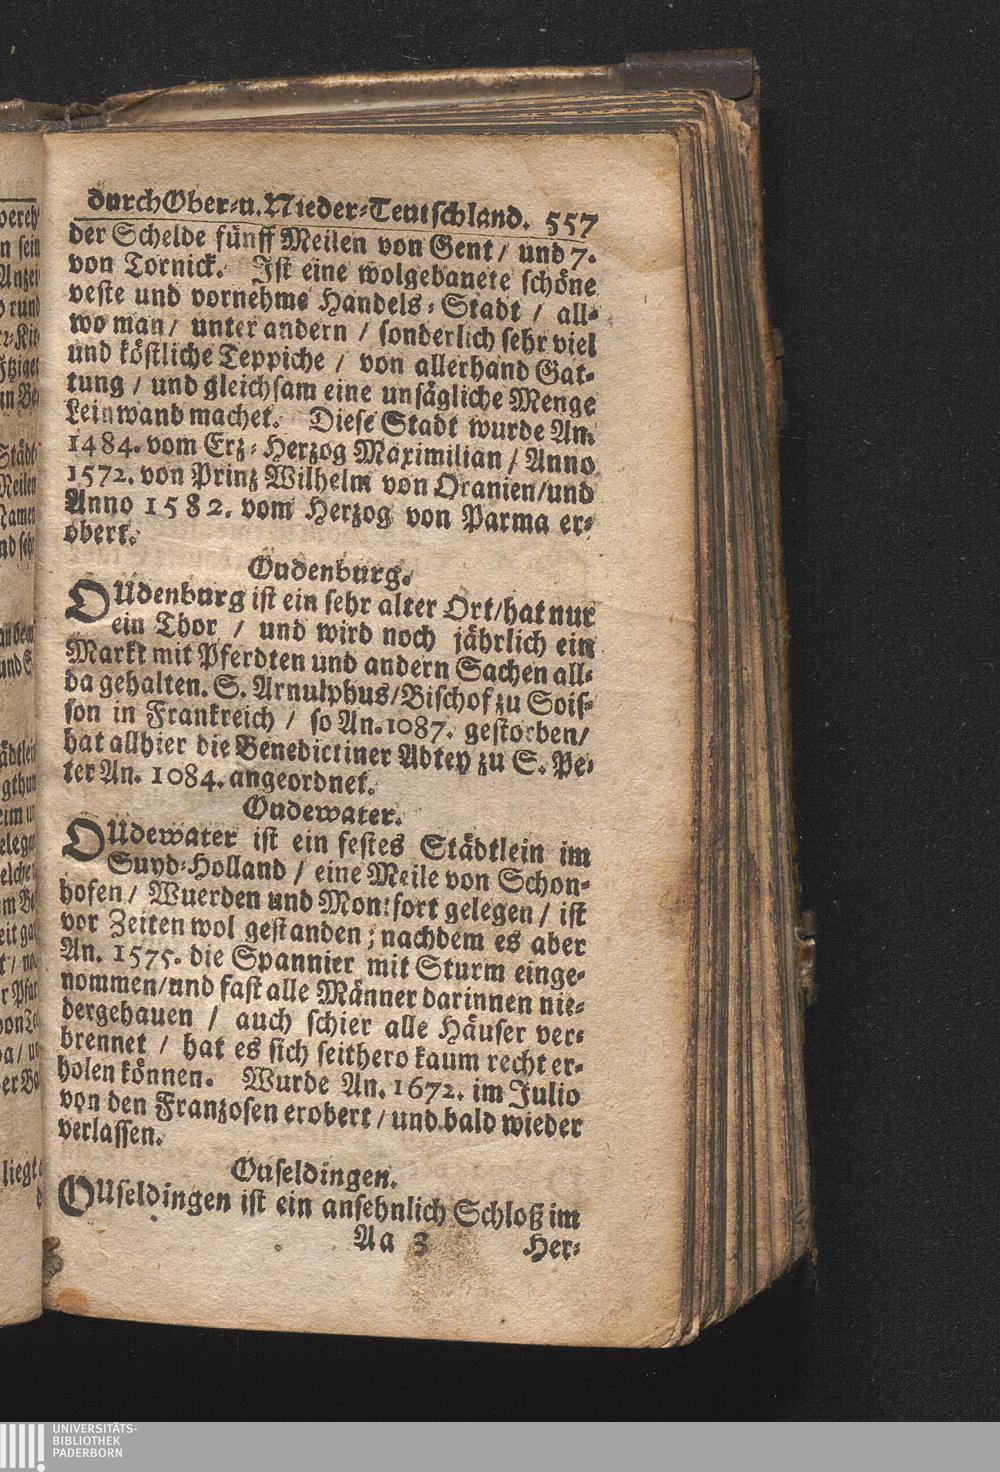 durch Ober-u. Nieder-Teutschland. 557
der Schelde fünff Meilen von Gent / und 7.
von Tornick. Ist eine wolgebauete schöne
veste und vornehme Handels-Stadt / all-
wo man / unter andern / sonderlich sehr viel
und köstliche Teppiche / von allerhand Gat-
tung / und gleichsam eine unsägliche Menge
Leinwand machet. Diese Stadt wurde An.
1484. vom Erz-Herzog Maximilian / Anno
1572. von Prinz Wilhelm von Oranien / und
Anno 1582. vom Herzog von Parma er-
obert.
Oudenburg.
OUdenburg ist ein sehr alter Ort / hat nur
ein Thor / und wird noch jährlich ein
Markt mit Pferdten und andern Sachen all-
da gehalten. S. Arnulphus / Bischof zu Sois-
son in Frankreich / so An. 1087. gestorben /
hat allhier die Benedictiner Abtey zu S. Pe-
ter An. 1084. angeordnet.
Oudewater.
OUdewater ist ein festes Städtlein im
Suyd-Holland / eine Meile von Schon-
hofen / Wuerden und Montfort gelegen / ist
vor Zeiten wol gestanden; nachdem es aber
An. 1575. die Spannier mit Sturm einge-
nommen / und fast alle Männer darinnen nie-
dergehauen / auch schier alle Häuser ver-
brennet / hat es sich seithero kaum recht er-
holen können. Wurde An. 1672. im Julio
von den Franzosen erobert / und bald wieder
verlassen.
Ouseldingen.
OUseldingen ist ein ansehnlich Schloß im
Aa 3 Her-
UNIVERSITÄTS-
BIBLIOTHEK
PADERBORN